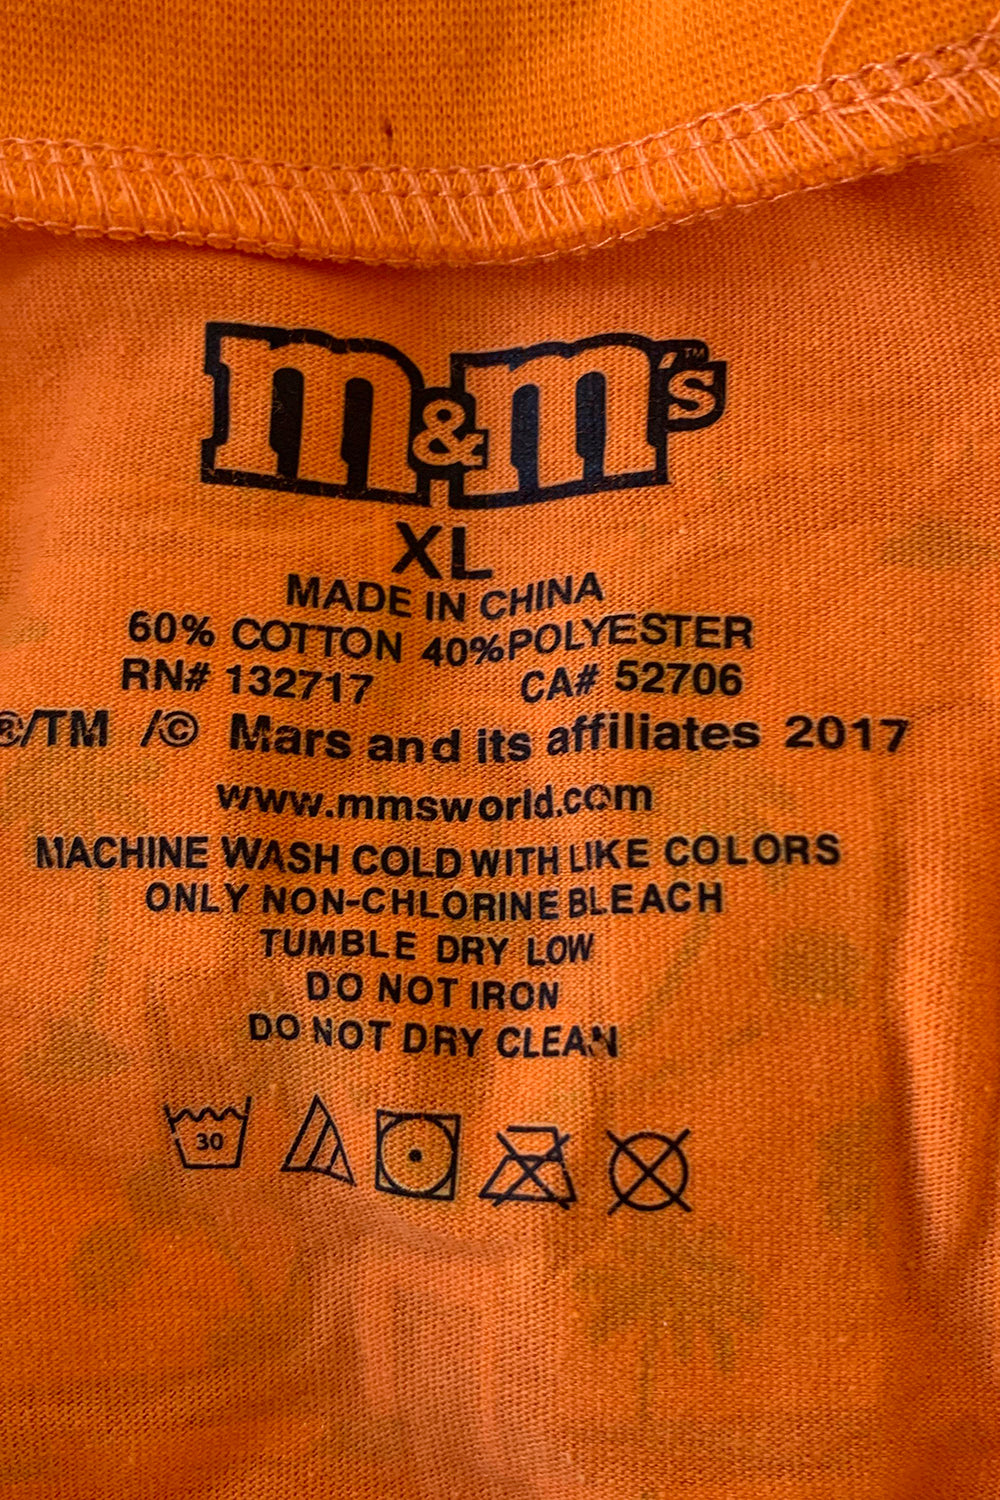 m&m's™
XL
MADE IN CHINA
60% COTTON 40% POLYESTER
RN# 132717 CA# 52706
®/TM /© Mars and its affiliates 2017
www.mmsworld.com
MACHINE WASH COLD WITH LIKE COLORS
ONLY NON-CHLORINE BLEACH
TUMBLE DRY LOW
DO NOT IRON
DO NOT DRY CLEAN
30